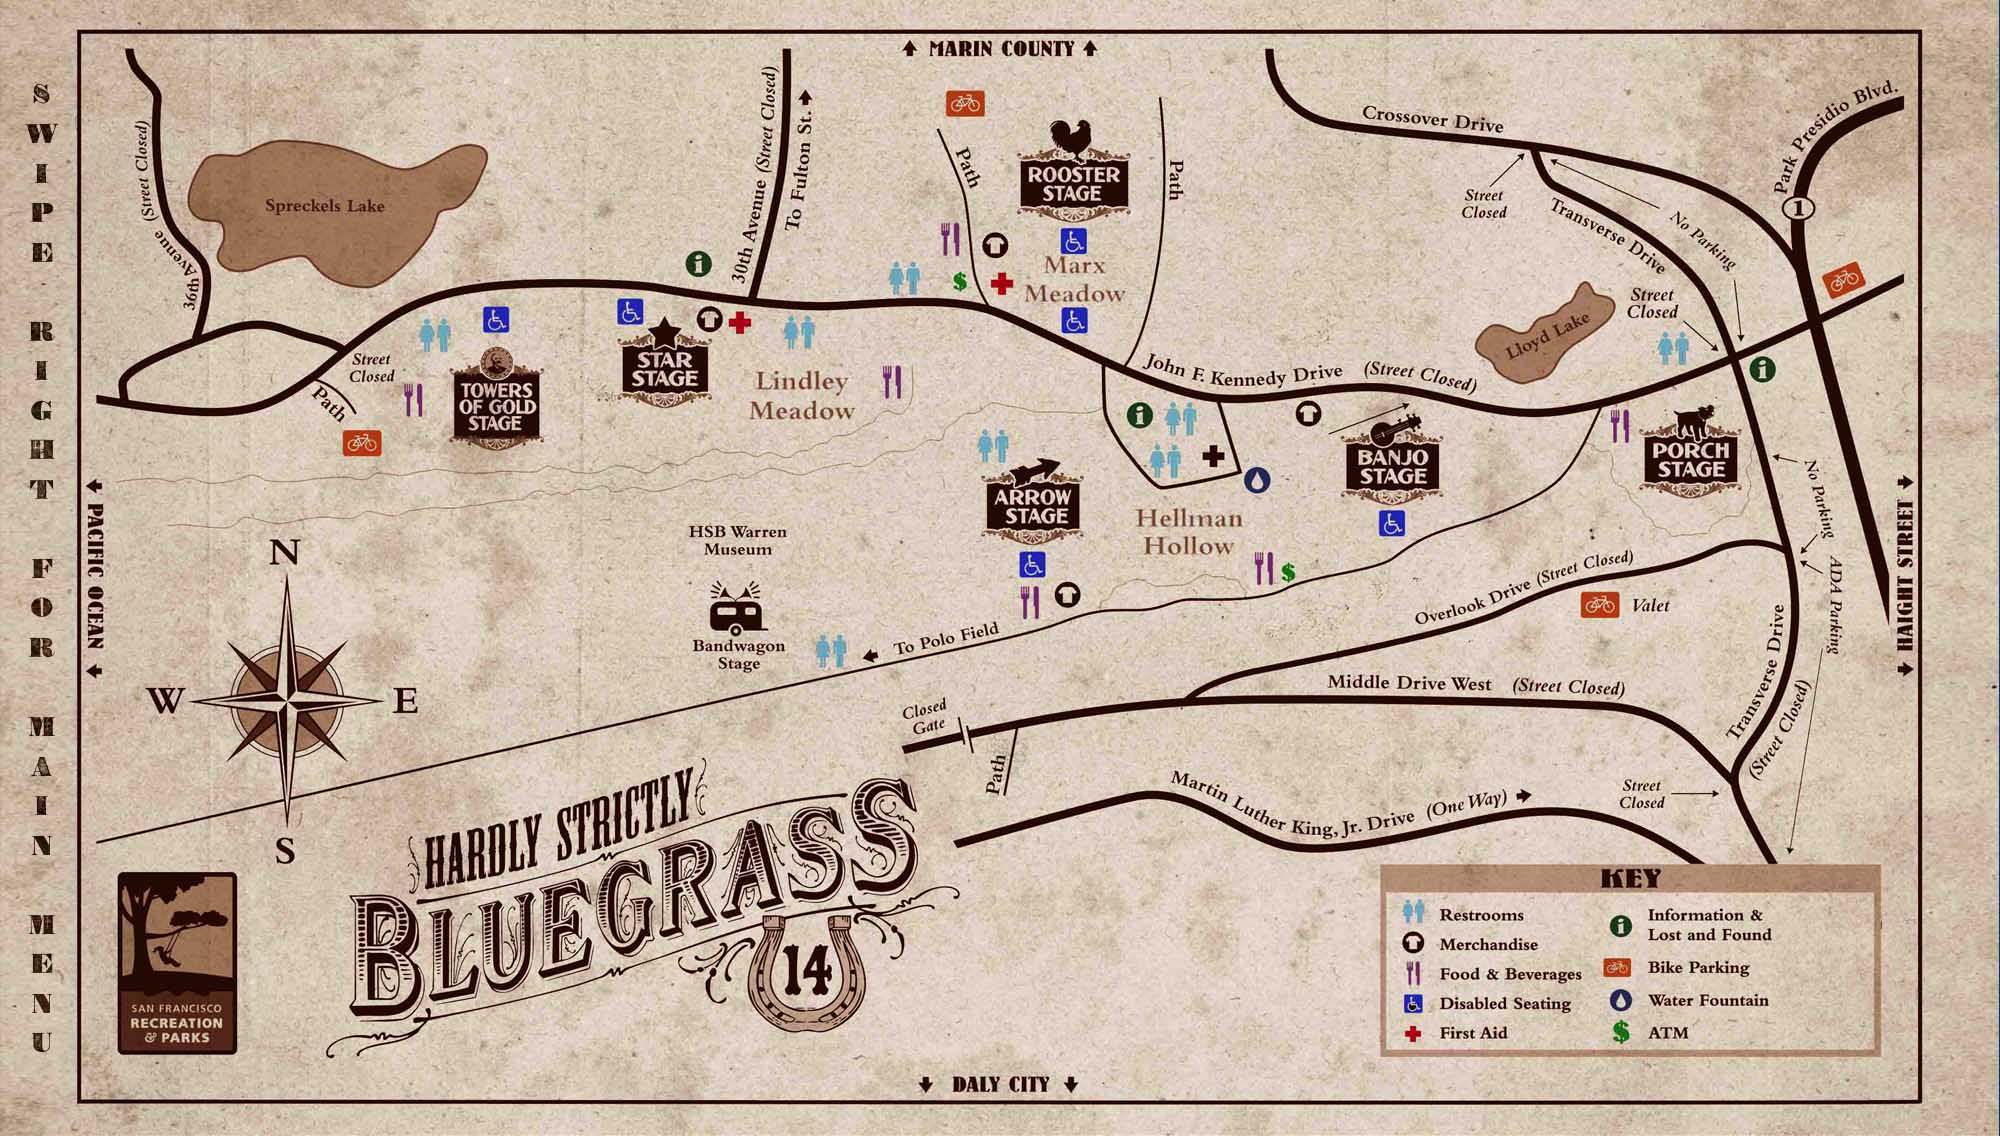 SWIPE RIGHT FOR MAIN MENU
MARIN COUNTY
36th Avenue (Street Closed)
Spreckels Lake
30th Avenue (Street Closed)
To Fulton St.
Path
ROOSTER
STAGE
Path
Marx
Meadow
Crossover Drive
Park Presidio Blvd.
1
Street
Closed
No Parking
Transverse Drive
Street
Closed
Lloyd Lake
Street
Closed
Path
TOWERS
OF GOLD
STAGE
STAR
STAGE
Lindley
Meadow
John F. Kennedy Drive (Street Closed)
ARROW
STAGE
Hellman
Hollow
BANJO
STAGE
PORCH
STAGE
No Parking
ADA Parking
PACIFIC OCEAN
HAIGHT STREET
HSB Warren
Museum
Bandwagon
Stage
To Polo Field
Overlook Drive (Street Closed)
Valet
Transverse Drive
(Street Closed)
Middle Drive West (Street Closed)
Closed
Gate
Path
Martin Luther King, Jr. Drive (One Way)
Street
Closed
N
W
E
S
HARDLY STRICTLY
BLUEGRASS
14
SAN FRANCISCO
RECREATION
& PARKS
KEY
Restrooms
Merchandise
Food & Beverages
Disabled Seating
First Aid
Information &
Lost and Found
Bike Parking
Water Fountain
$ ATM
DALY CITY